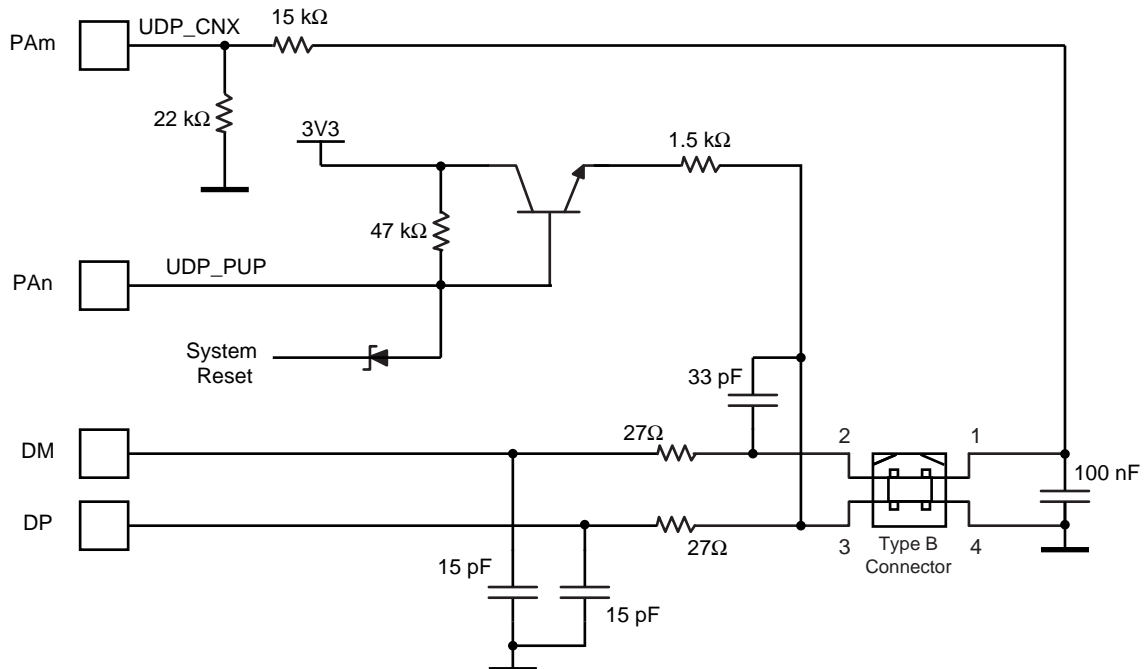 PAm
UDP_CNX
15 kΩ
22 kΩ
3V3
1.5 kΩ
47 kΩ
PAn
UDP_PUP
System
Reset
33 pF
DM
27Ω
2
1
100 nF
DP
27Ω
3
Type B
Connector
4
15 pF
15 pF